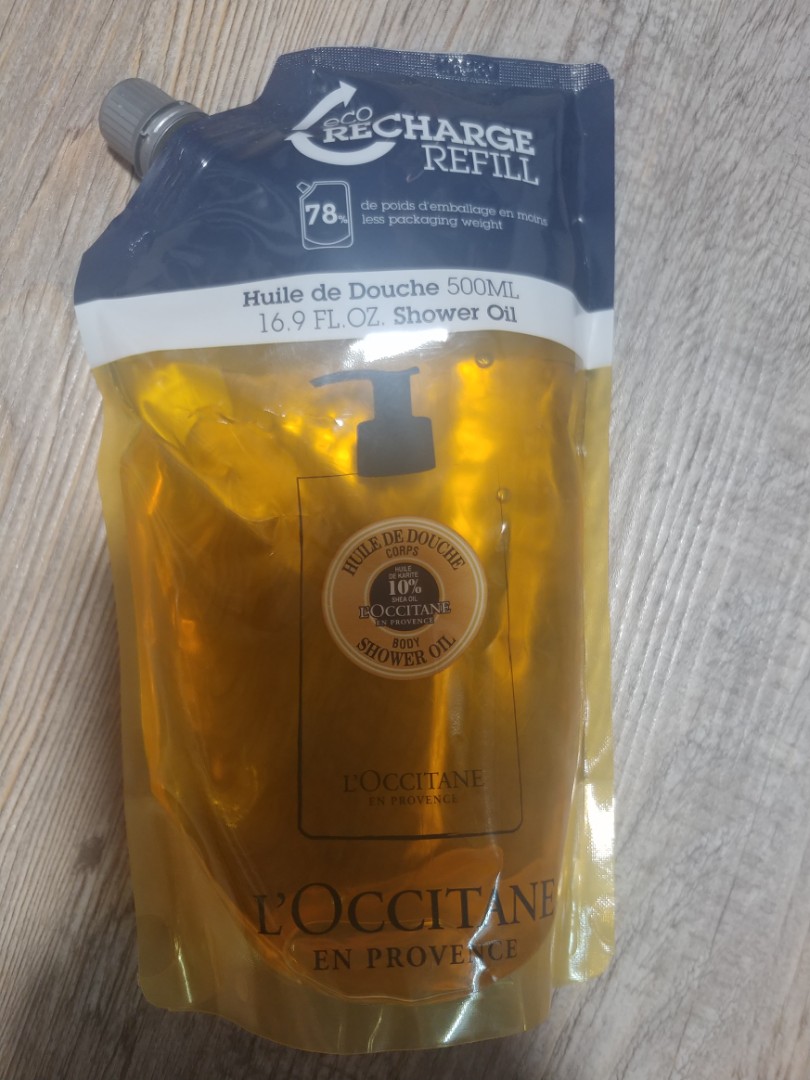 eco
RECHARGE
REFILL
78%
de poids d'emballage en moins
less packaging weight
Huile de Douche 500ML
16.9 FL.OZ. Shower Oil
HUILE DE DOUCHE
CORPS
HUILE
DE KARITÉ
10%
SHEA OIL
L'OCCITANE
EN PROVENCE
BODY
SHOWER OIL
L'OCCITANE
EN PROVENCE
L'OCCITANE
EN PROVENCE